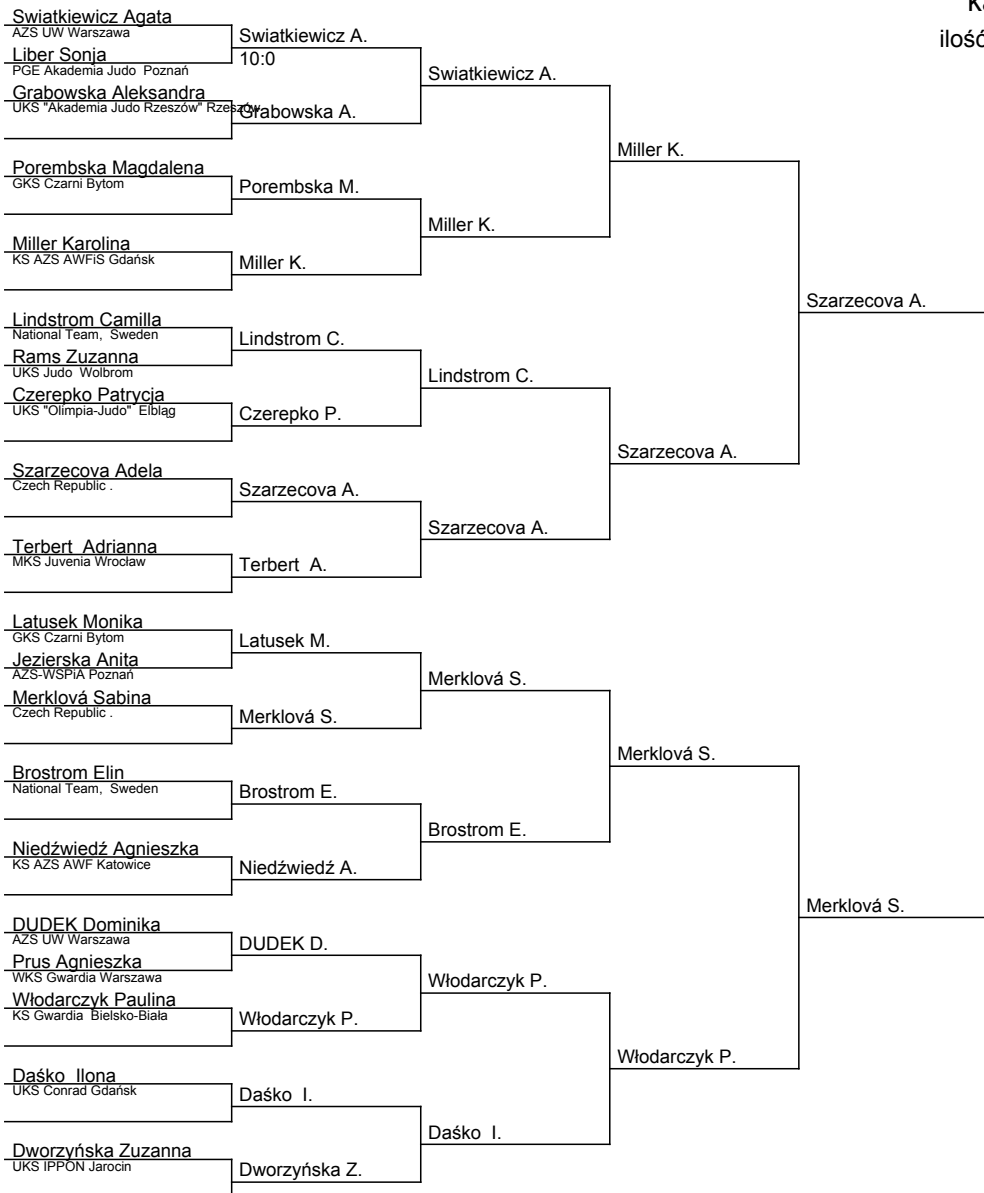 Swiatkiewicz Agata
AZS UW Warszawa
Liber Sonja
PGE Akademia Judo Poznań
Grabowska Aleksandra
UKS "Akademia Judo Rzeszów" Rzeszów
Porembska Magdalena
GKS Czarni Bytom
Miller Karolina
KS AZS AWFiS Gdańsk
Lindstrom Camilla
National Team, Sweden
Rams Zuzanna
UKS Judo Wolbrom
Czerepko Patrycja
UKS "Olimpia-Judo" Elbląg
Szarzecova Adela
Czech Republic .
Terbert Adrianna
MKS Juvenia Wrocław
Latusek Monika
GKS Czarni Bytom
Jezierska Anita
AZS-WSPiA Poznań
Merklová Sabina
Czech Republic .
Brostrom Elin
National Team, Sweden
Niedźwiedź Agnieszka
KS AZS AWF Katowice
DUDEK Dominika
AZS UW Warszawa
Prus Agnieszka
WKS Gwardia Warszawa
Włodarczyk Paulina
KS Gwardia Bielsko-Biała
Daśko Ilona
UKS Conrad Gdańsk
Dworzyńska Zuzanna
UKS IPPON Jarocin
Swiatkiewicz A.
10:0
Grabowska A.
Porembska M.
Miller K.
Lindstrom C.
Czerepko P.
Szarzecova A.
Terbert A.
Latusek M.
Merklová S.
Brostrom E.
Niedźwiedź A.
DUDEK D.
Włodarczyk P.
Daśko I.
Dworzyńska Z.
Swiatkiewicz A.
Miller K.
Lindstrom C.
Szarzecova A.
Merklová S.
Brostrom E.
Włodarczyk P.
Daśko I.
Miller K.
Szarzecova A.
Merklová S.
Włodarczyk P.
Szarzecova A.
Merklová S.
ilość